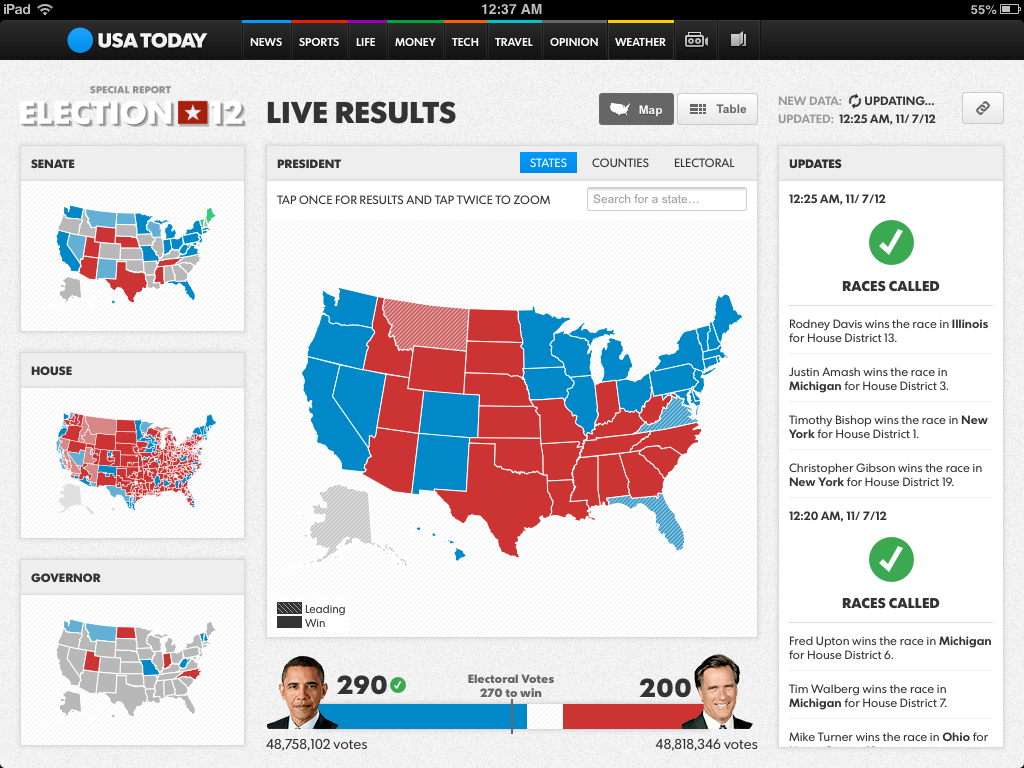 iPad
12:37 AM
55%
USA TODAY
NEWS
SPORTS
LIFE
MONEY
TECH
TRAVEL
OPINION
WEATHER
SPECIAL REPORT
ELECTION 12
LIVE RESULTS
Map
Table
NEW DATA: UPDATING...
UPDATED: 12:25 AM, 11/ 7/12
SENATE
HOUSE
GOVERNOR
PRESIDENT
STATES
COUNTIES
ELECTORAL
TAP ONCE FOR RESULTS AND TAP TWICE TO ZOOM
Search for a state...
Leading
Win
290
Electoral Votes
270 to win
200
48,758,102 votes
48,818,346 votes
UPDATES
12:25 AM, 11/ 7/12
RACES CALLED
Rodney Davis wins the race in Illinois
for House District 13.
Justin Amash wins the race in
Michigan for House District 3.
Timothy Bishop wins the race in New
York for House District 1.
Christopher Gibson wins the race in
New York for House District 19.
12:20 AM, 11/ 7/12
RACES CALLED
Fred Upton wins the race in Michigan
for House District 6.
Tim Walberg wins the race in
Michigan for House District 7.
Mike Turner wins the race in Ohio for